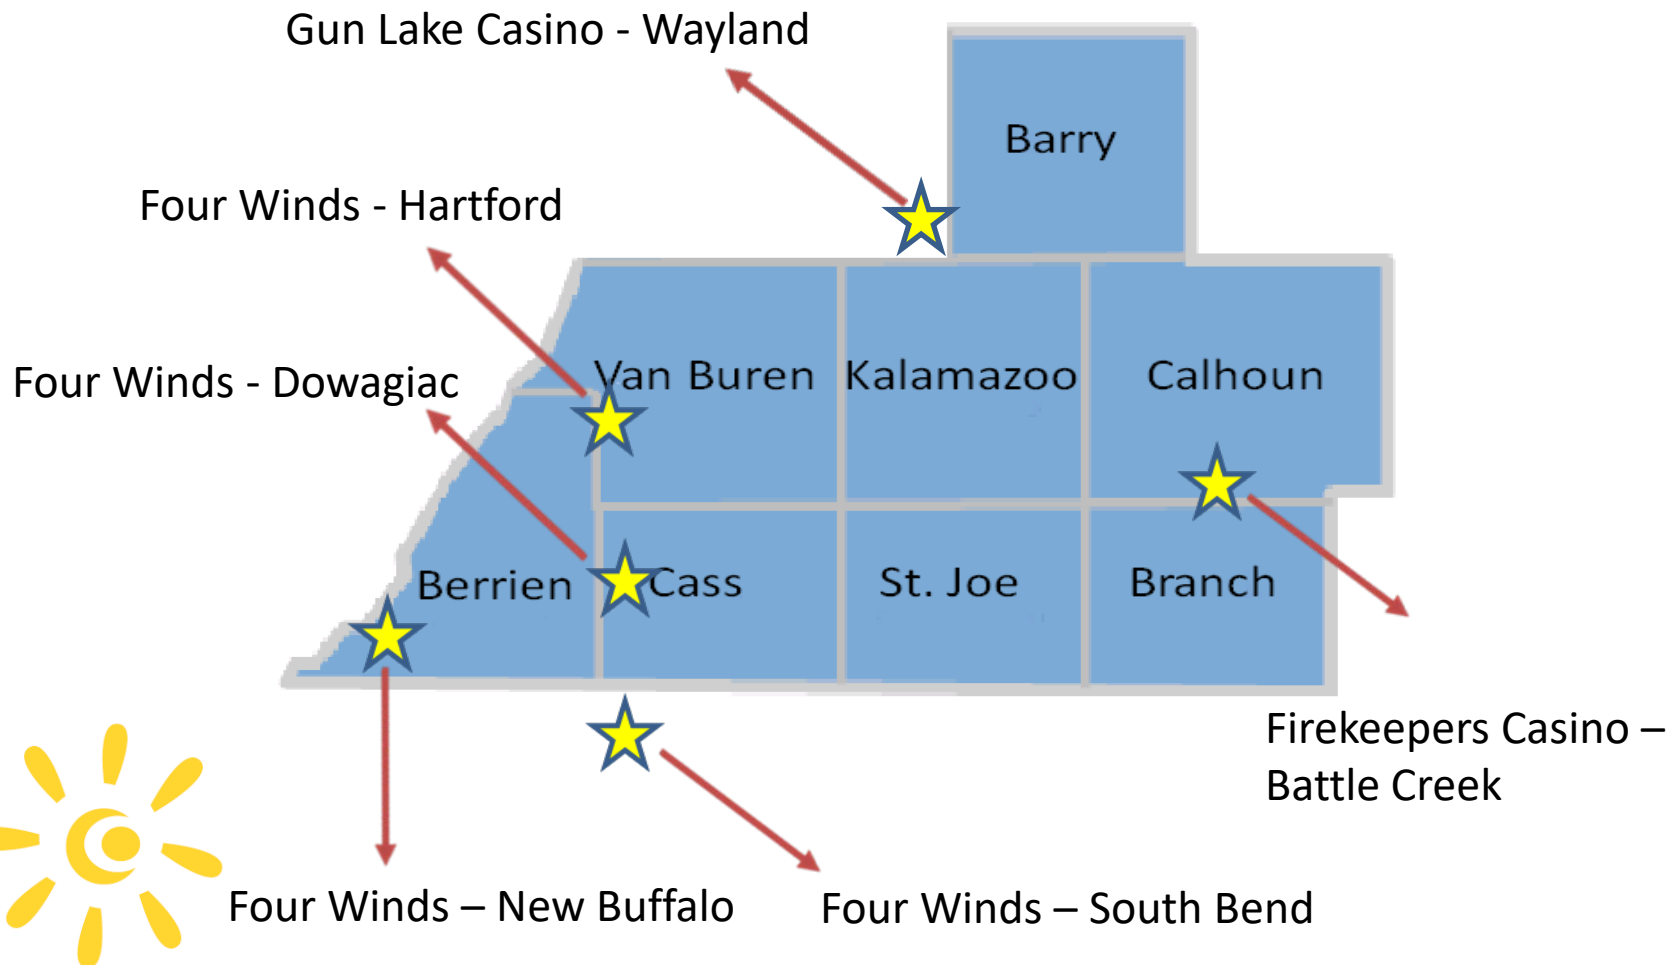 Gun Lake Casino - Wayland
Barry
Four Winds - Hartford
Four Winds - Dowagiac
Van Buren
Kalamazoo
Calhoun
Berrien
Cass
St. Joe
Branch
Firekeepers Casino –
Battle Creek
Four Winds – New Buffalo
Four Winds – South Bend